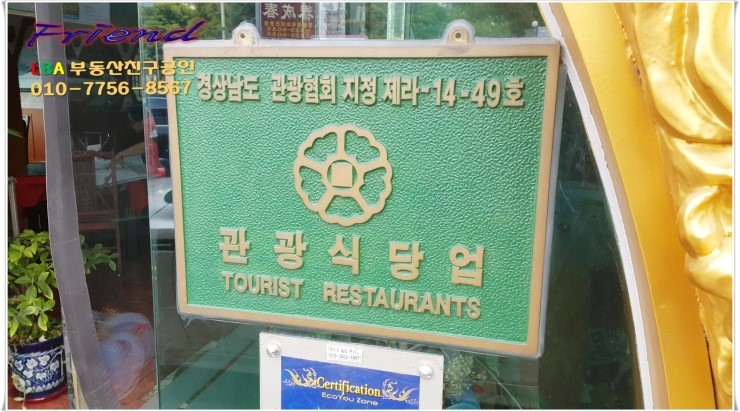 Friend
LBA 부동산친구공인
010-7756-8567
경상남도 관광협회 지정 제라-14-49호
관광식당업
TOURIST RESTAURANTS
Certification
EcoYou Zone